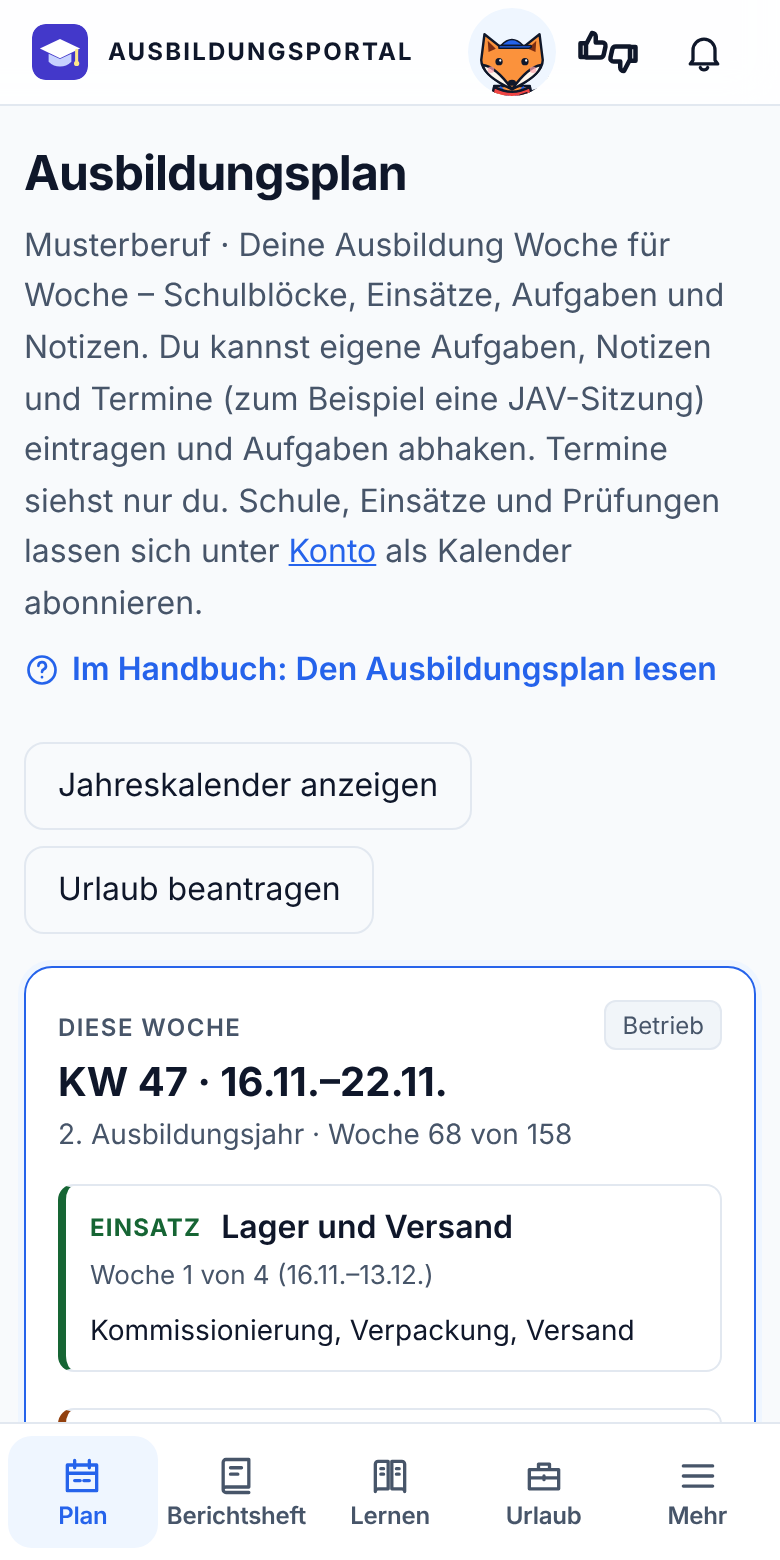 AUSBILDUNGSPORTAL
Ausbildungsplan
Musterberuf · Deine Ausbildung Woche für
Woche – Schulblöcke, Einsätze, Aufgaben und
Notizen. Du kannst eigene Aufgaben, Notizen
und Termine (zum Beispiel eine JAV-Sitzung)
eintragen und Aufgaben abhaken. Termine
siehst nur du. Schule, Einsätze und Prüfungen
lassen sich unter Konto als Kalender
abonnieren.
Im Handbuch: Den Ausbildungsplan lesen
Jahreskalender anzeigen
Urlaub beantragen
DIESE WOCHE
Betrieb
KW 47 · 16.11.–22.11.
2. Ausbildungsjahr · Woche 68 von 158
EINSATZ Lager und Versand
Woche 1 von 4 (16.11.–13.12.)
Kommissionierung, Verpackung, Versand
Plan
Berichtsheft
Lernen
Urlaub
Mehr